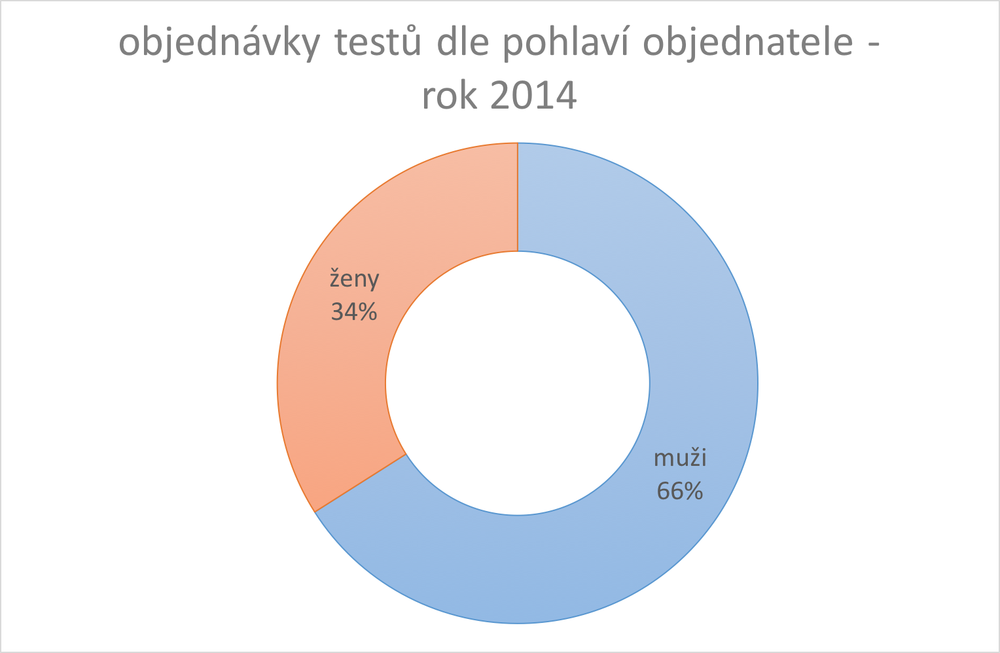 objednávky testů dle pohlaví objednatele -
rok 2014
ženy
34%
muži
66%